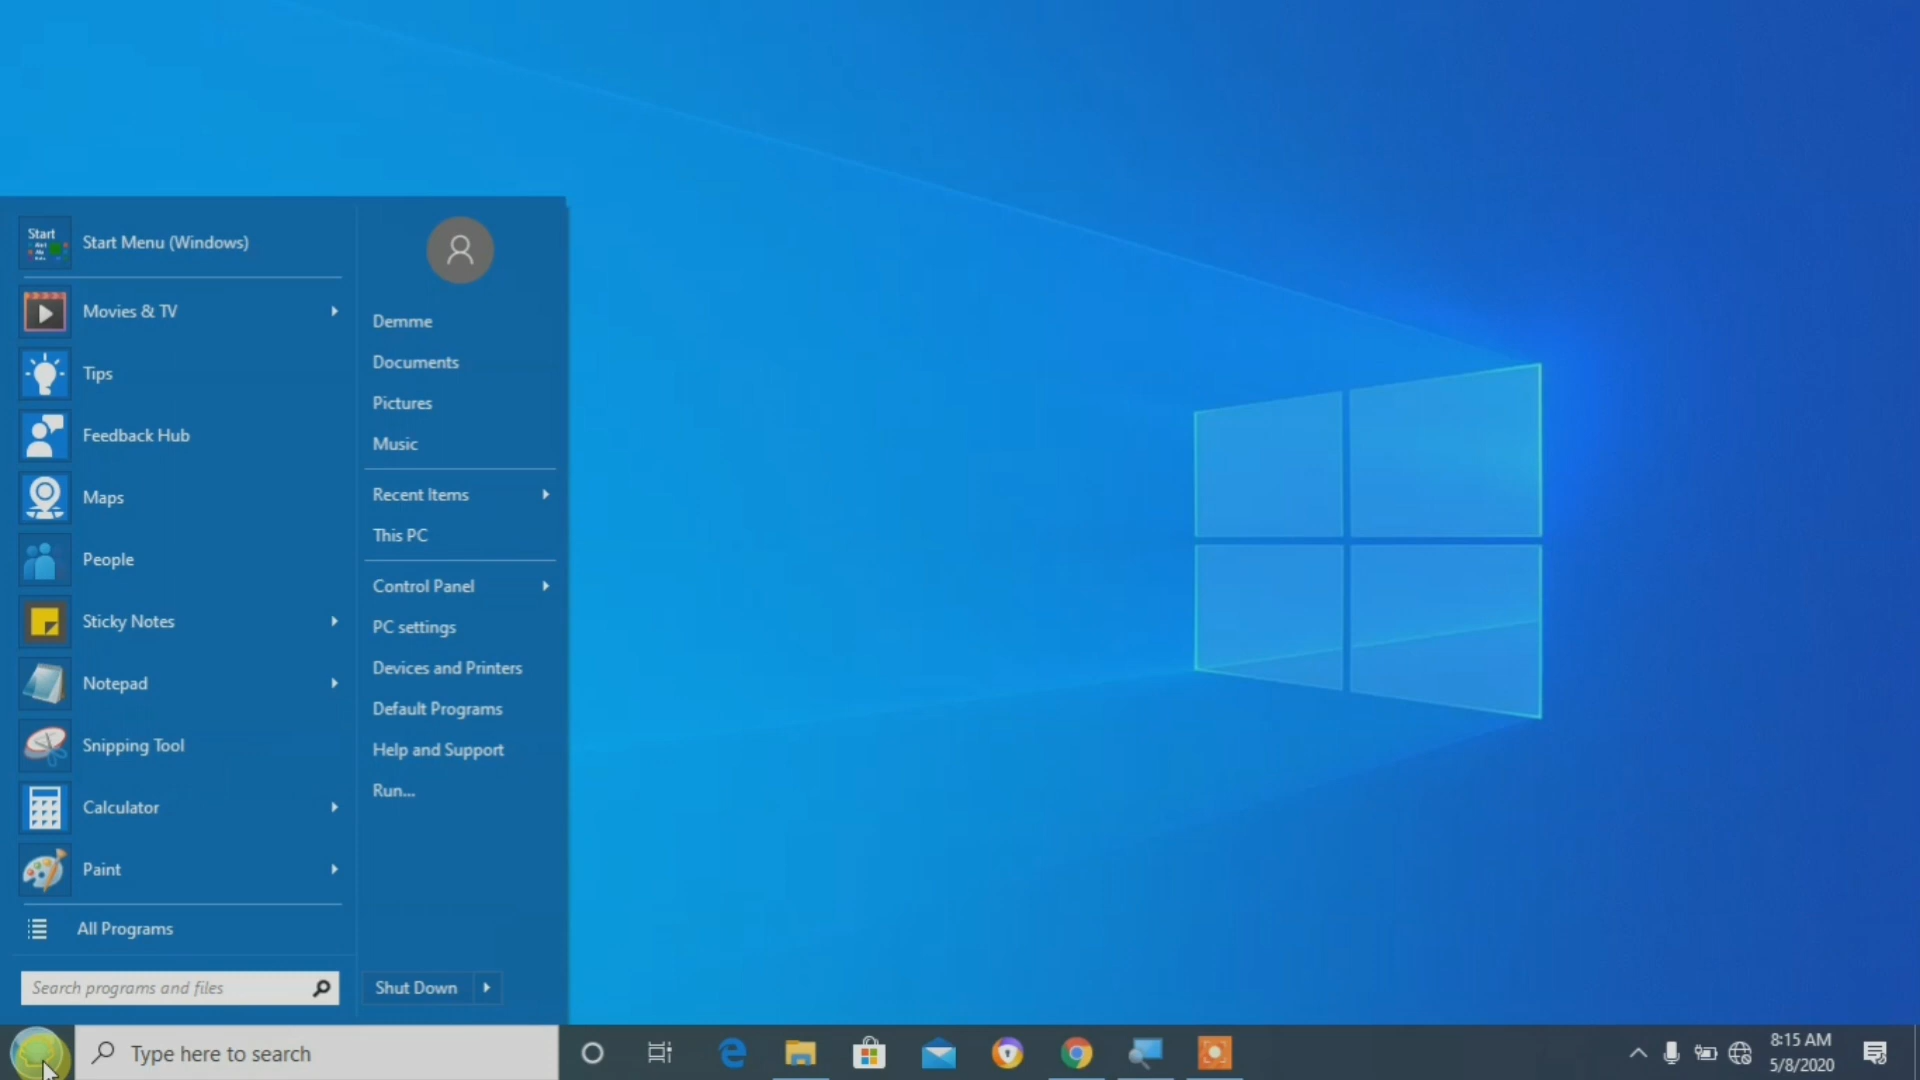 Start
Start Menu (Windows)
Movies & TV
Tips
Feedback Hub
Maps
People
Sticky Notes
Notepad
Snipping Tool
Calculator
Paint
All Programs
Search programs and files
Demme
Documents
Pictures
Music
Recent Items
This PC
Control Panel
PC settings
Devices and Printers
Default Programs
Help and Support
Run...
Shut Down
Type here to search
8:15 AM
5/8/2020